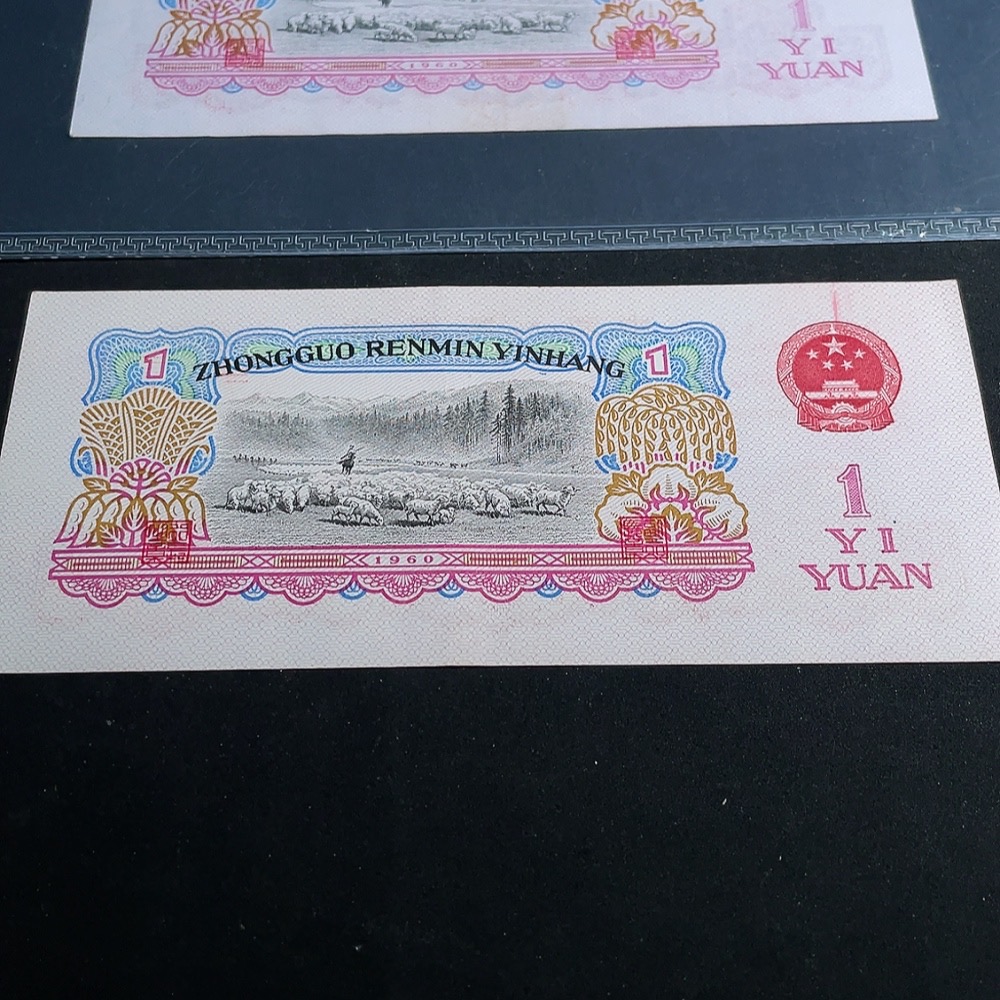 1
YI
YUAN
1960
1 ZHONGGUO RENMIN YINHANG 1
1
YI
YUAN
1960